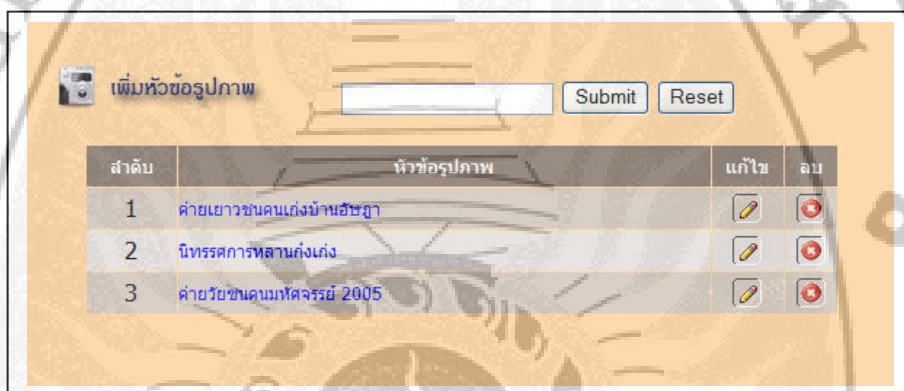 เพิ่มหัวข้อรูปภาพ Submit Reset
ลำดับ หัวข้อรูปภาพ แก้ไข ลบ
1 ค่ายเยาวชนคนเก่งบ้านอัษฎา
2 นิทรรศการหลานกังเก่ง
3 ค่ายวัยชนคนมหัศจรรย์ 2005